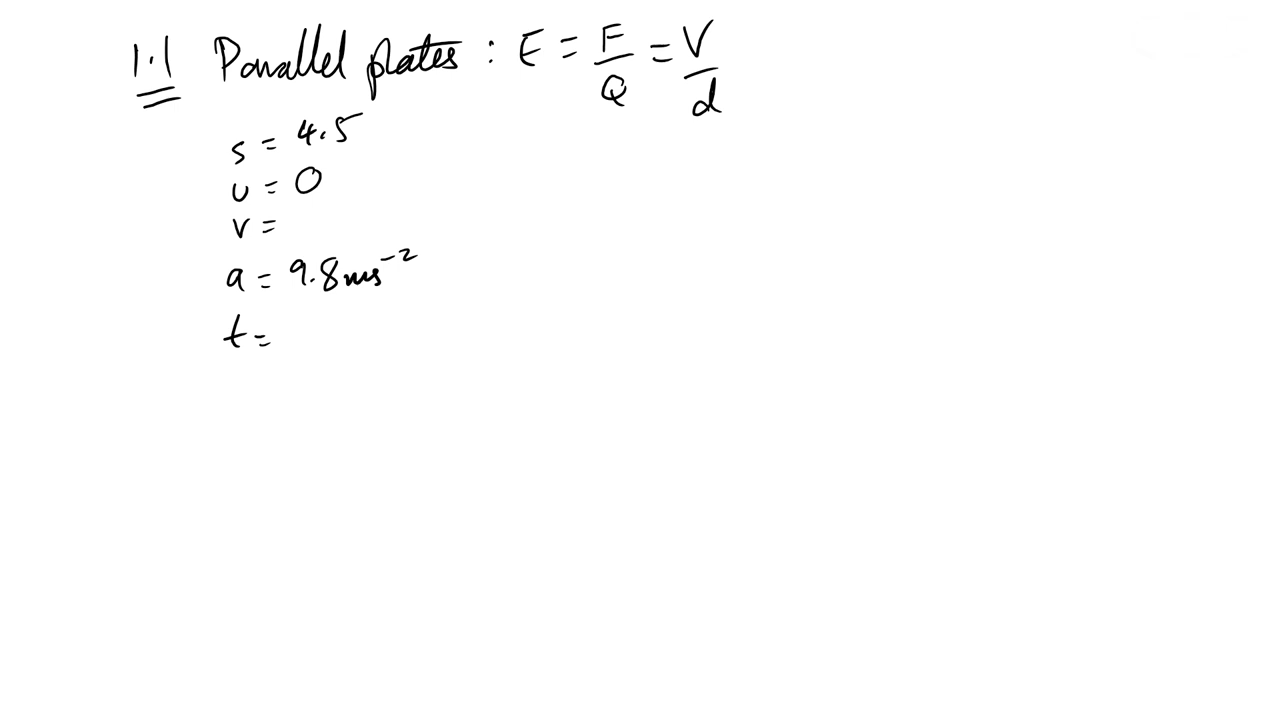 1.1 Parallel plates : E = F/Q = V/d
s = 4.5
u = 0
v =
a = 9.8ms⁻²
t =